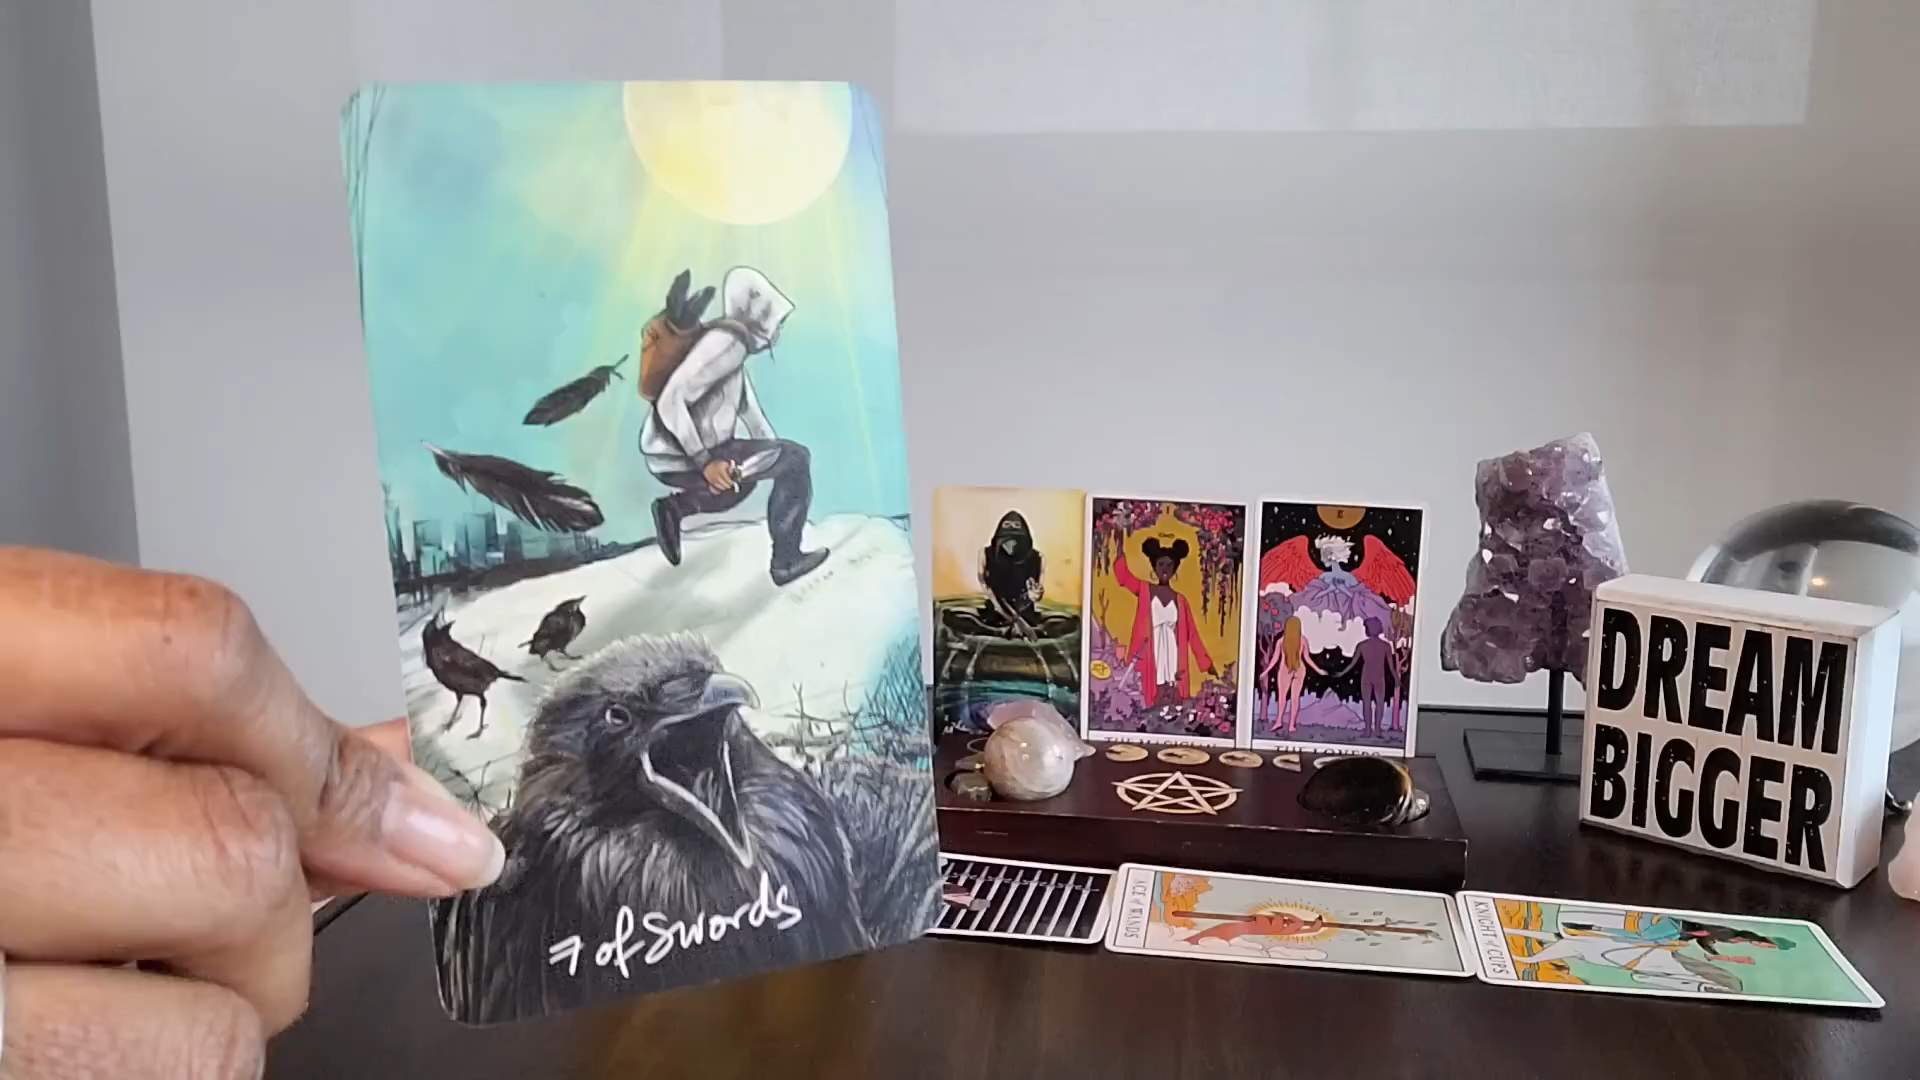 7 of Swords
I
THE LOVERS
DREAM
BIGGER
ACE of WANDS
KNIGHT of CUPS